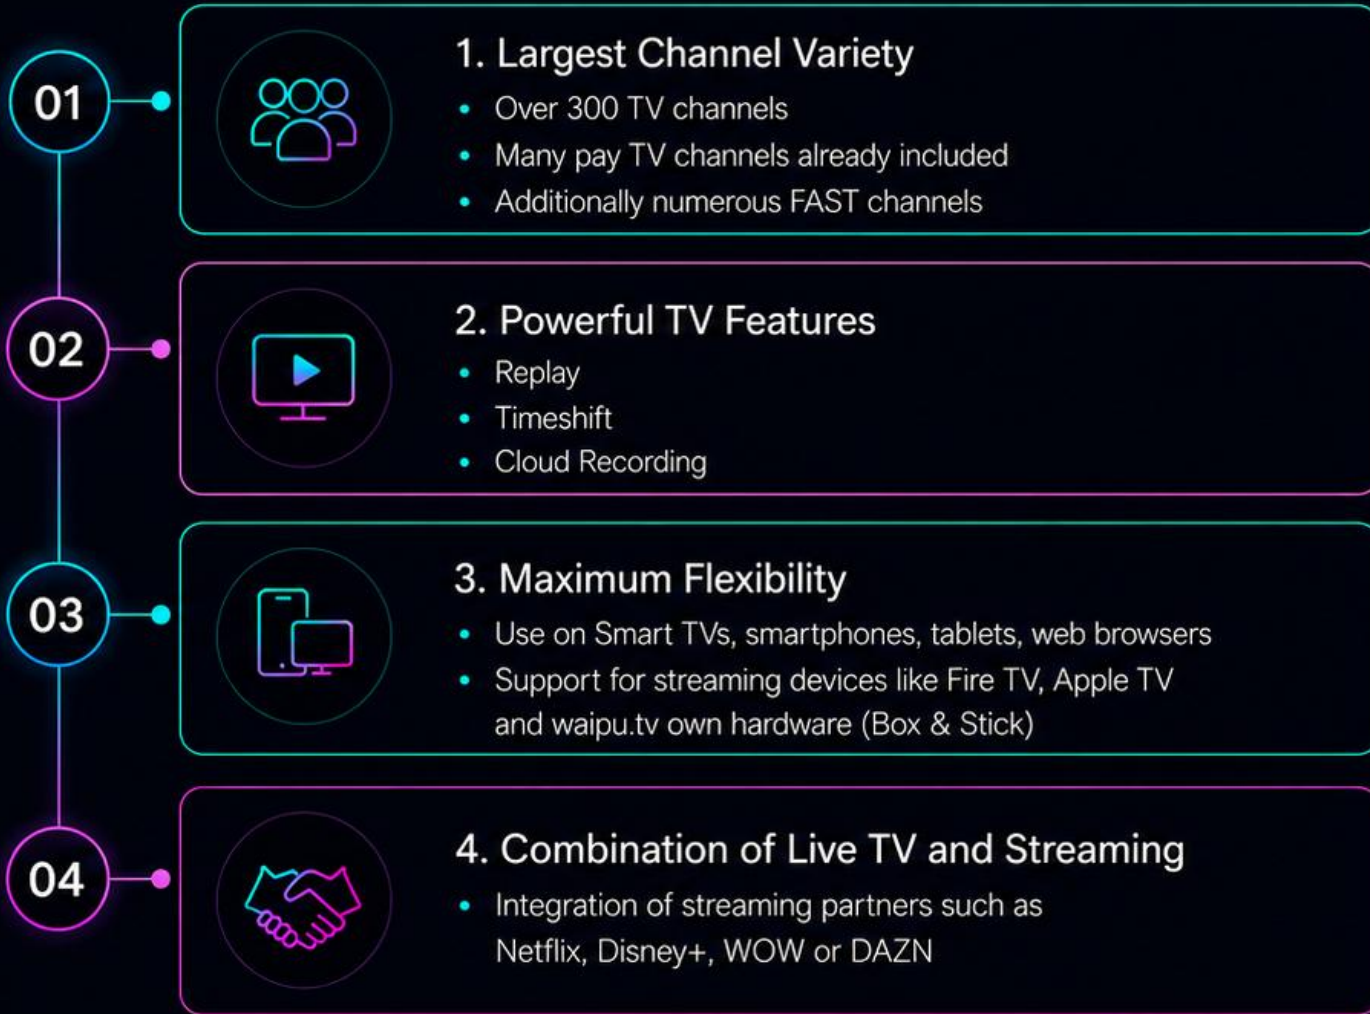 01
1. Largest Channel Variety
• Over 300 TV channels
• Many pay TV channels already included
• Additionally numerous FAST channels
02
2. Powerful TV Features
• Replay
• Timeshift
• Cloud Recording
03
3. Maximum Flexibility
• Use on Smart TVs, smartphones, tablets, web browsers
• Support for streaming devices like Fire TV, Apple TV
and waipu.tv own hardware (Box & Stick)
04
4. Combination of Live TV and Streaming
• Integration of streaming partners such as
Netflix, Disney+, WOW or DAZN